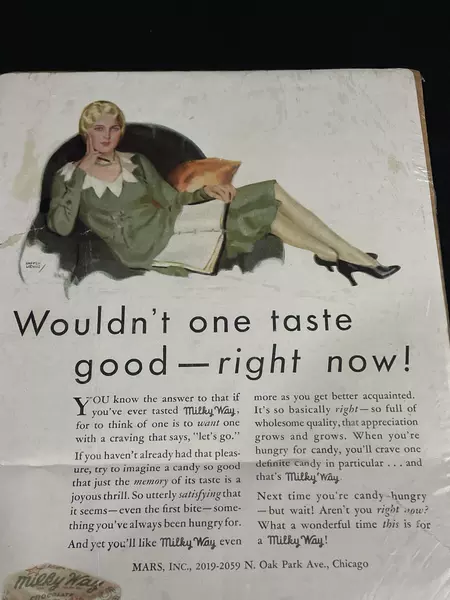 Wouldn't one taste
good—right now!
YOU know the answer to that if
you've ever tasted Milky Way,
for to think of one is to want one
with a craving that says, "let's go."
If you haven't already had that pleas-
ure, try to imagine a candy so good
that just the memory of its taste is a
joyous thrill. So utterly satisfying that
it seems—even the first bite—some-
thing you've always been hungry for.
And yet you'll like Milky Way even
more as you get better acquainted.
It's so basically right—so full of
wholesome quality, that appreciation
grows and grows. When you're
hungry for candy, you'll crave one
definite candy in particular . . . and
that's Milky Way.
Next time you're candy-hungry
—but wait! Aren't you right now?
What a wonderful time this is for
a Milky Way!
MARS, INC., 2019-2059 N. Oak Park Ave., Chicago
Milky Way